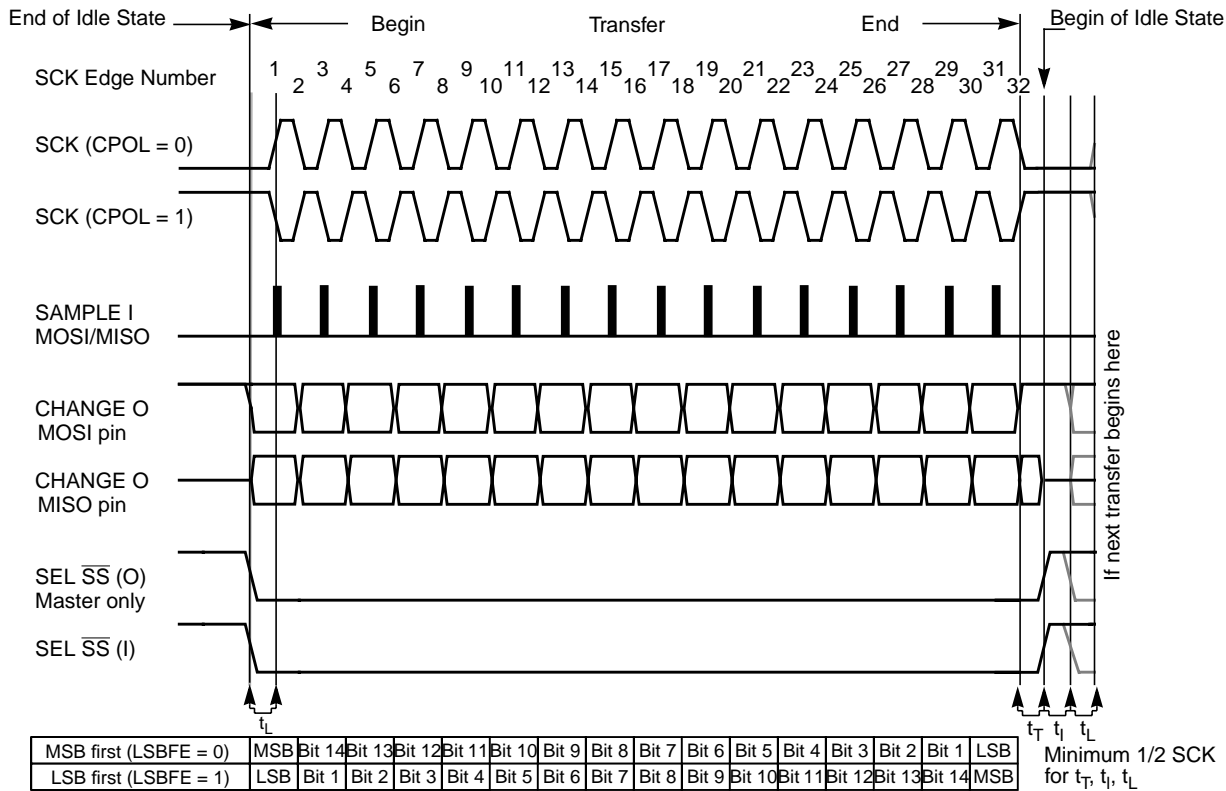 End of Idle State
Begin
Transfer
End
Begin of Idle State
SCK Edge Number
1 3 5 7 9 11 13 15 17 19 21 23 25 27 29 31
2 4 6 8 10 12 14 16 18 20 22 24 26 28 30 32
SCK (CPOL = 0)
SCK (CPOL = 1)
SAMPLE I
MOSI/MISO
CHANGE O
MOSI pin
CHANGE O
MISO pin
SEL S̅S̅ (O)
Master only
SEL S̅S̅ (I)
If next transfer begins here
tL
tT tI tL
MSB first (LSBFE = 0) MSB Bit 14 Bit 13 Bit 12 Bit 11 Bit 10 Bit 9 Bit 8 Bit 7 Bit 6 Bit 5 Bit 4 Bit 3 Bit 2 Bit 1 LSB
LSB first (LSBFE = 1) LSB Bit 1 Bit 2 Bit 3 Bit 4 Bit 5 Bit 6 Bit 7 Bit 8 Bit 9 Bit 10 Bit 11 Bit 12 Bit 13 Bit 14 MSB
Minimum 1/2 SCK
for tT, tI, tL